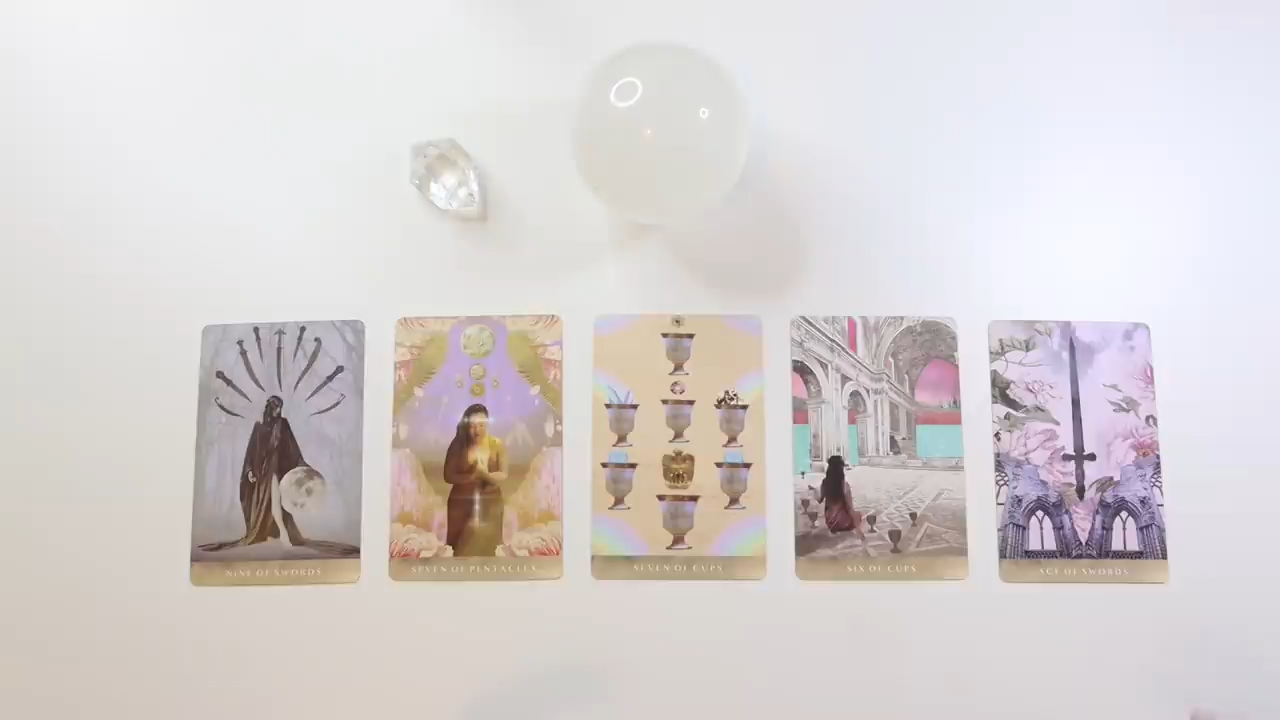 NINE OF SWORDS
SEVEN OF PENTACLES
SEVEN OF CUPS
SIX OF CUPS
ACE OF SWORDS